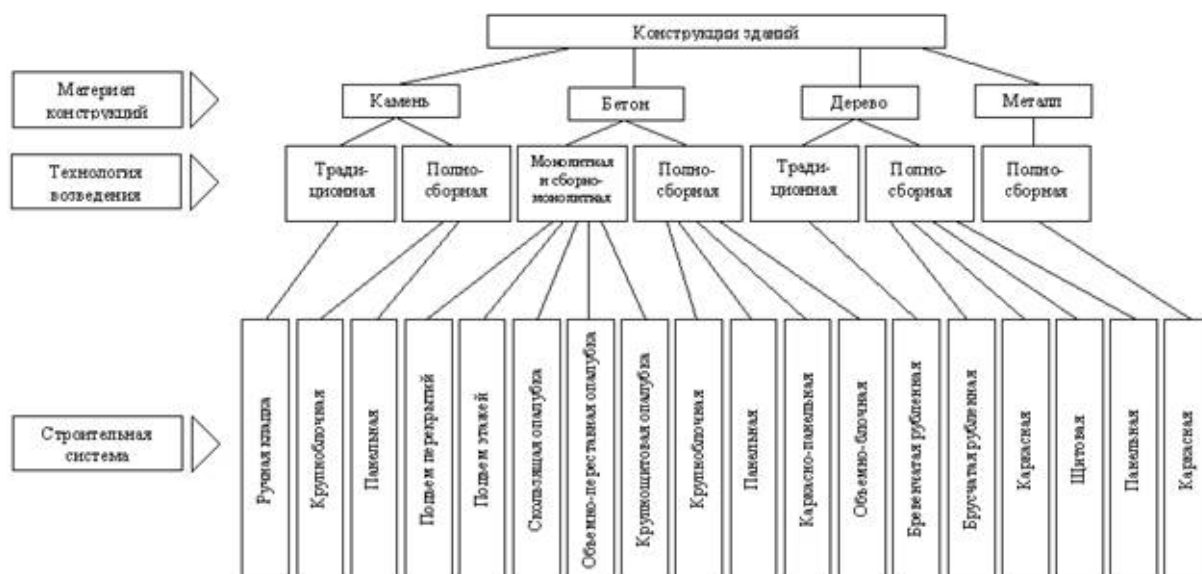 Конструкции зданий
Материал
конструкций
Камень
Бетон
Дерево
Металл
Технология
возведения
Тради-
ционная
Полно-
сборная
Монолитная
и сборно-
монолитная
Полно-
сборная
Тради-
ционная
Полно-
сборная
Полно-
сборная
Строительная
система
Ручная кладка
Крупноблочная
Панельная
Подъем перекрытий
Подъем этажей
Скользящая опалубка
Объемно-переставная опалубка
Крупнощитовая опалубка
Крупноблочная
Панельная
Каркасно-панельная
Объемно-блочная
Бревенчатая рубленная
Брусчатая рубленная
Каркасная
Щитовая
Панельная
Каркасная